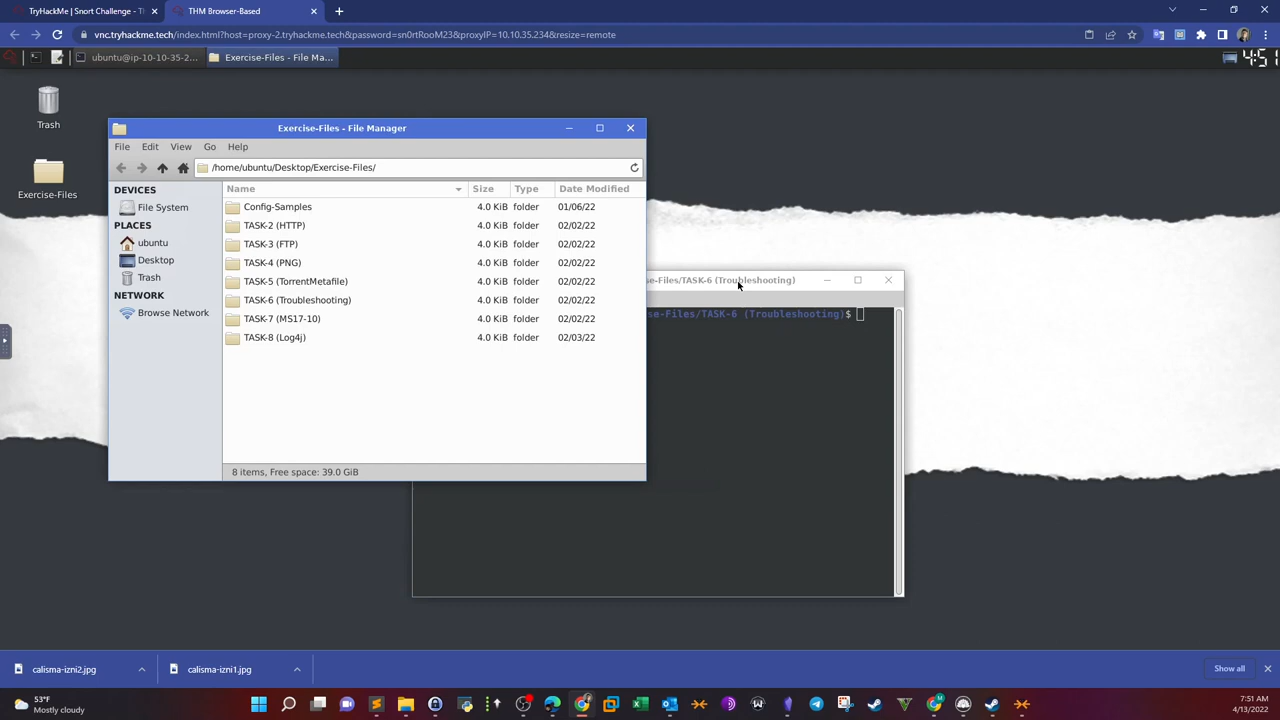 TryHackMe | Snort Challenge - Th
THM Browser-Based
vnc.tryhackme.tech/index.html?host=proxy-2.tryhackme.tech&password=sn0rtRooM23&proxyIP=10.10.35.234&resize=remote
ubuntu@ip-10-10-35-2...
Exercise-Files - File Ma...
4:51
Trash
Exercise-Files
Exercise-Files - File Manager
File Edit View Go Help
/home/ubuntu/Desktop/Exercise-Files/
DEVICES
File System
PLACES
ubuntu
Desktop
Trash
NETWORK
Browse Network
Name Size Type Date Modified
Config-Samples 4.0 KiB folder 01/06/22
TASK-2 (HTTP) 4.0 KiB folder 02/02/22
TASK-3 (FTP) 4.0 KiB folder 02/02/22
TASK-4 (PNG) 4.0 KiB folder 02/02/22
TASK-5 (TorrentMetafile) 4.0 KiB folder 02/02/22
TASK-6 (Troubleshooting) 4.0 KiB folder 02/02/22
TASK-7 (MS17-10) 4.0 KiB folder 02/02/22
TASK-8 (Log4j) 4.0 KiB folder 02/03/22
8 items, Free space: 39.0 GiB
se-Files/TASK-6 (Troubleshooting)
se-Files/TASK-6 (Troubleshooting)$
calisma-izni2.jpg
calisma-izni1.jpg
Show all
53°F
Mostly cloudy
7:51 AM
4/13/2022